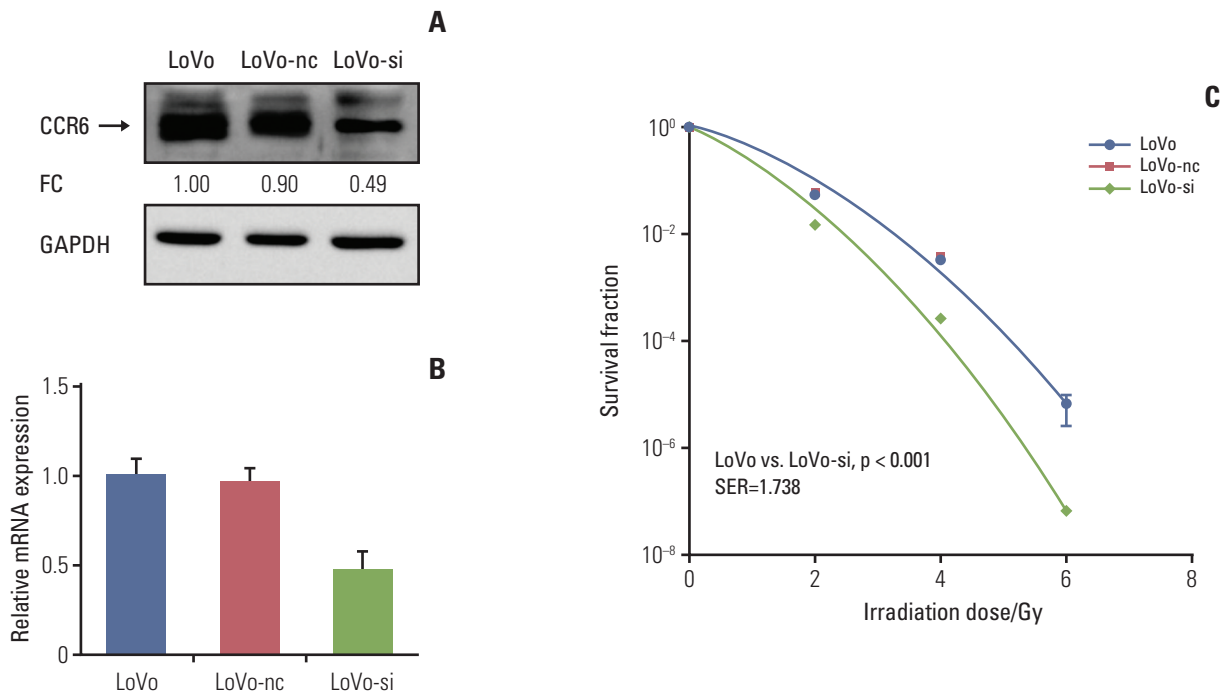 A
LoVo LoVo-nc LoVo-si
CCR6
FC 1.00 0.90 0.49
GAPDH
B
Relative mRNA expression
1.5
1.0
0.5
0
LoVo LoVo-nc LoVo-si
C
Survival fraction
10⁰
10⁻²
10⁻⁴
10⁻⁶
10⁻⁸
LoVo
LoVo-nc
LoVo-si
LoVo vs. LoVo-si, p < 0.001
SER=1.738
0 2 4 6 8
Irradiation dose/Gy